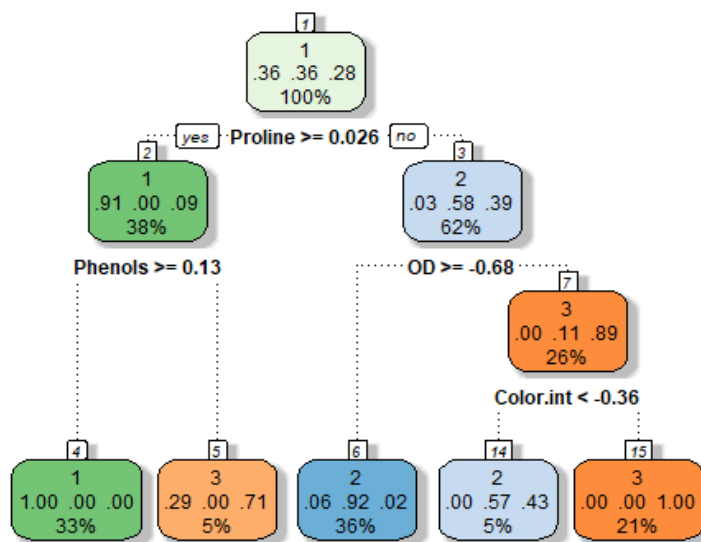 1
1
.36 .36 .28
100%
yes Proline >= 0.026 no
2
1
.91 .00 .09
38%
3
2
.03 .58 .39
62%
Phenols >= 0.13
OD >= -0.68
7
3
.00 .11 .89
26%
Color.int < -0.36
4
1
1.00 .00 .00
33%
5
3
.29 .00 .71
5%
6
2
.06 .92 .02
36%
14
2
.00 .57 .43
5%
15
3
.00 .00 1.00
21%